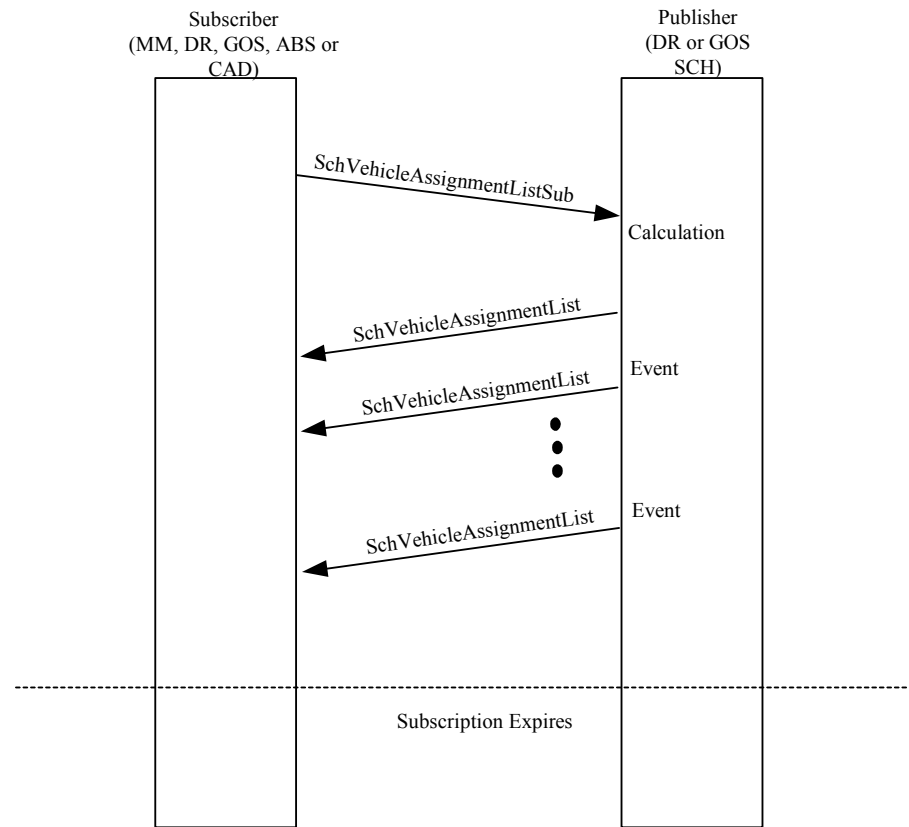 Subscriber
(MM, DR, GOS, ABS or
CAD)
Publisher
(DR or GOS
SCH)
SchVehicleAssignmentListSub
Calculation
SchVehicleAssignmentList
Event
SchVehicleAssignmentList
Event
SchVehicleAssignmentList
Subscription Expires